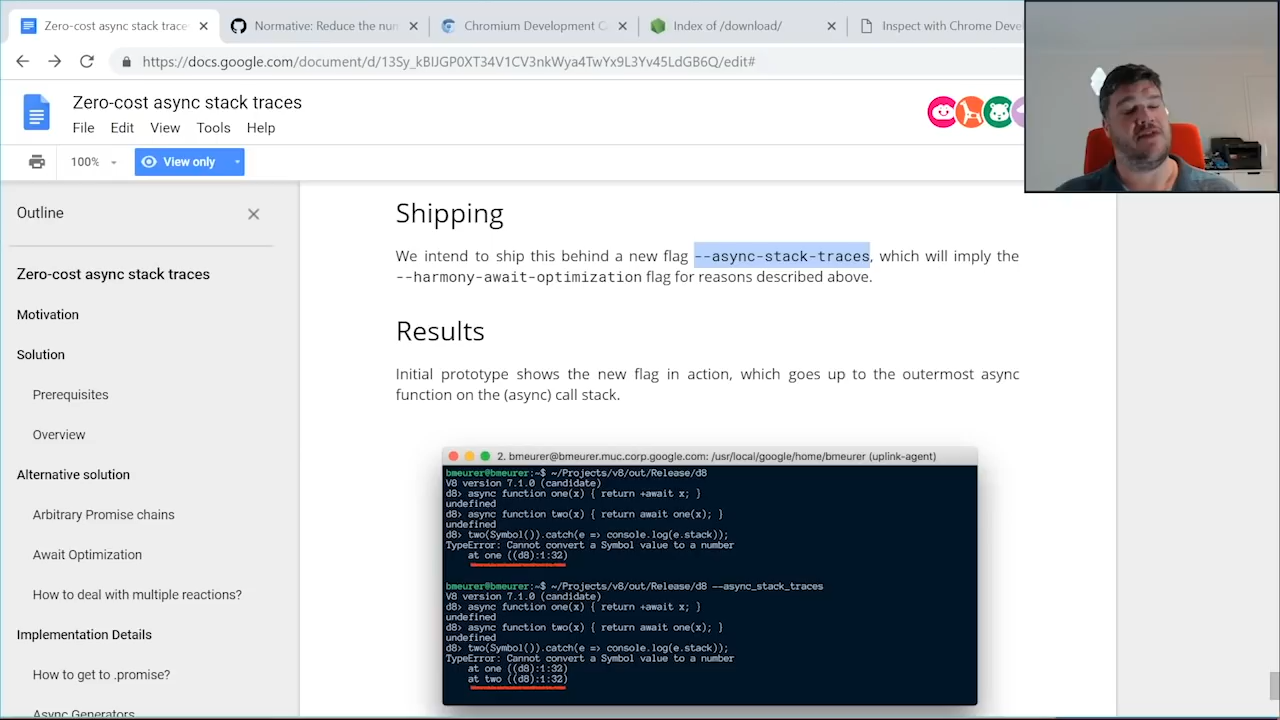 Zero-cost async stack traces
Normative: Reduce the num
Chromium Development C
Index of /download/
Inspect with Chrome Devel
https://docs.google.com/document/d/13Sy_kBIJGP0XT34V1CV3nkWya4TwYx9L3Yv45LdGB6Q/edit#
Zero-cost async stack traces
File Edit View Tools Help
100% View only
Outline
Zero-cost async stack traces
Motivation
Solution
Prerequisites
Overview
Alternative solution
Arbitrary Promise chains
Await Optimization
How to deal with multiple reactions?
Implementation Details
How to get to .promise?
Async Generators
Shipping
We intend to ship this behind a new flag --async-stack-traces, which will imply the
--harmony-await-optimization flag for reasons described above.
Results
Initial prototype shows the new flag in action, which goes up to the outermost async
function on the (async) call stack.
2. bmeurer@bmeurer.muc.corp.google.com: /usr/local/google/home/bmeurer (uplink-agent)
bmeurer@bmeurer:~$ ~/Projects/v8/out/Release/d8
V8 version 7.1.0 (candidate)
d8> async function one(x) { return +await x; }
undefined
d8> async function two(x) { return await one(x); }
undefined
d8> two(Symbol()).catch(e => console.log(e.stack));
TypeError: Cannot convert a Symbol value to a number
at one ((d8):1:32)
bmeurer@bmeurer:~$ ~/Projects/v8/out/Release/d8 --async_stack_traces
V8 version 7.1.0 (candidate)
d8> async function one(x) { return +await x; }
undefined
d8> async function two(x) { return await one(x); }
undefined
d8> two(Symbol()).catch(e => console.log(e.stack));
TypeError: Cannot convert a Symbol value to a number
at one ((d8):1:32)
at two ((d8):1:32)